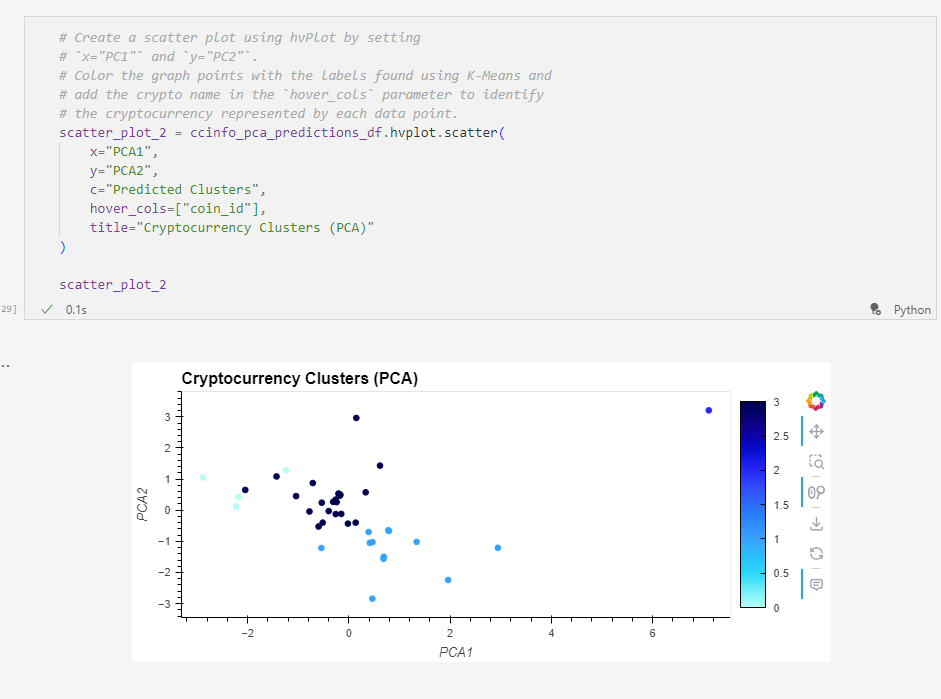 # Create a scatter plot using hvPlot by setting
# `x="PC1"` and `y="PC2"`.
# Color the graph points with the labels found using K-Means and
# add the crypto name in the `hover_cols` parameter to identify
# the cryptocurrency represented by each data point.
scatter_plot_2 = ccinfo_pca_predictions_df.hvplot.scatter(
    x="PCA1",
    y="PCA2",
    c="Predicted Clusters",
    hover_cols=["coin_id"],
    title="Cryptocurrency Clusters (PCA)"
)
scatter_plot_2
29]
0.1s
Python
..
Cryptocurrency Clusters (PCA)
3
2
1
0
−1
−2
−3
PCA2
−2
0
2
4
6
PCA1
3
2.5
2
1.5
1
0.5
0